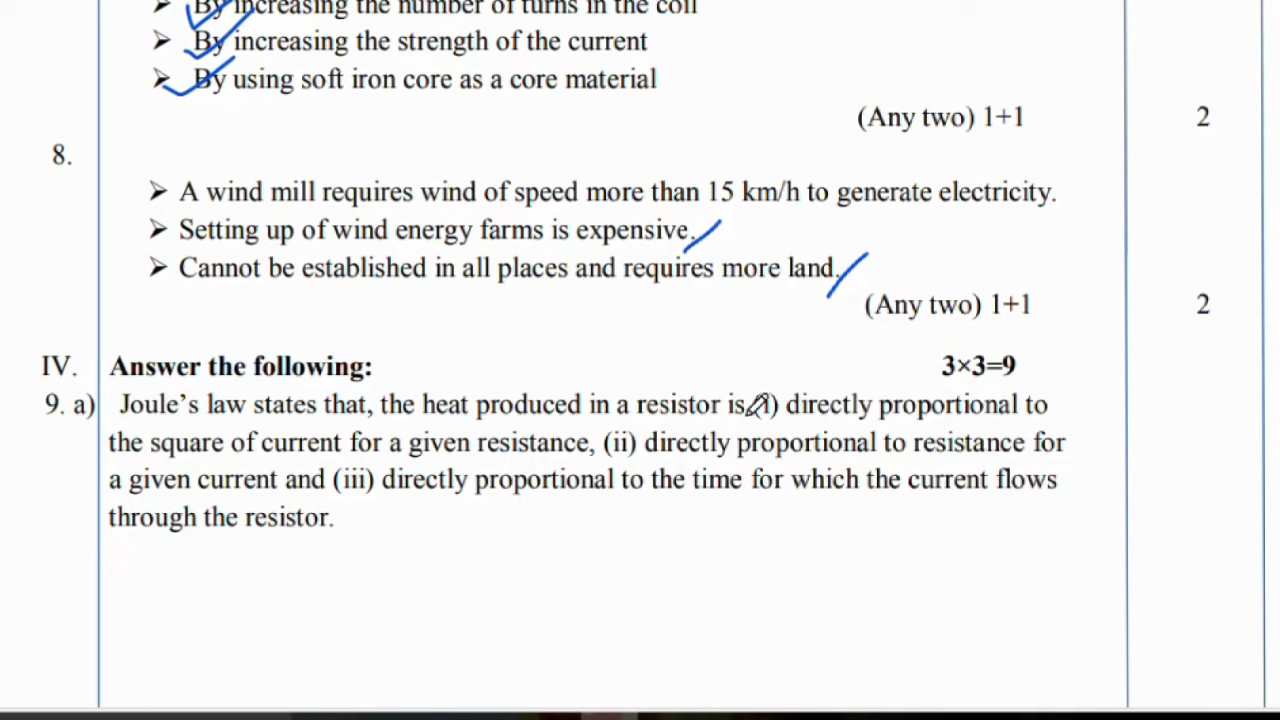 ➢ By increasing the number of turns in the coil
➢ By increasing the strength of the current
➢ By using soft iron core as a core material
(Any two) 1+1 2
8.
➢ A wind mill requires wind of speed more than 15 km/h to generate electricity.
➢ Setting up of wind energy farms is expensive.
➢ Cannot be established in all places and requires more land.
(Any two) 1+1 2
IV. Answer the following: 3×3=9
9. a) Joule’s law states that, the heat produced in a resistor is (i) directly proportional to
the square of current for a given resistance, (ii) directly proportional to resistance for
a given current and (iii) directly proportional to the time for which the current flows
through the resistor.